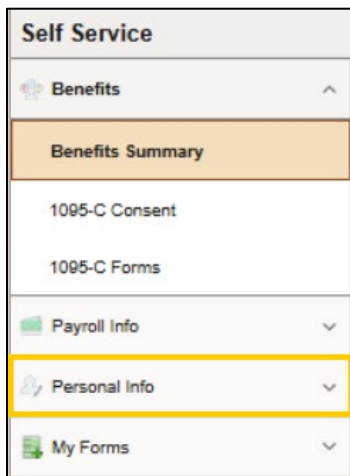 Self Service
Benefits
Benefits Summary
1095-C Consent
1095-C Forms
Payroll Info
Personal Info
My Forms